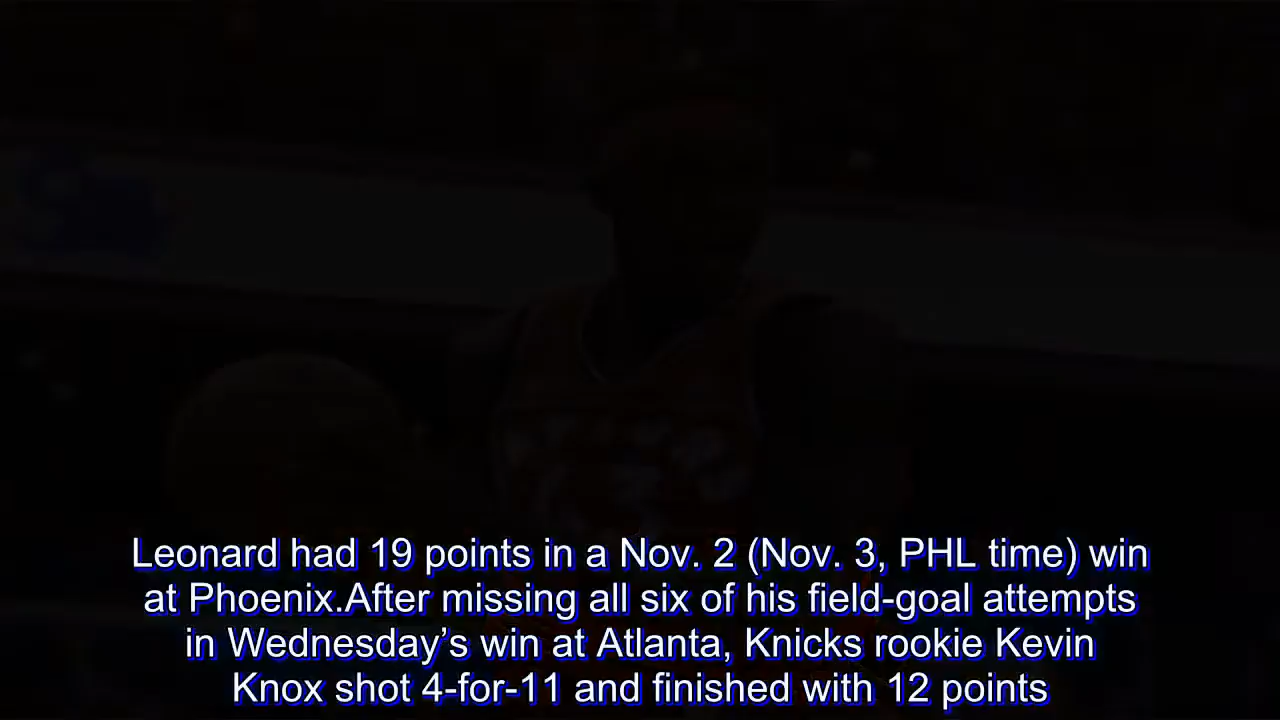 Leonard had 19 points in a Nov. 2 (Nov. 3, PHL time) win
at Phoenix.After missing all six of his field-goal attempts
in Wednesday’s win at Atlanta, Knicks rookie Kevin
Knox shot 4-for-11 and finished with 12 points